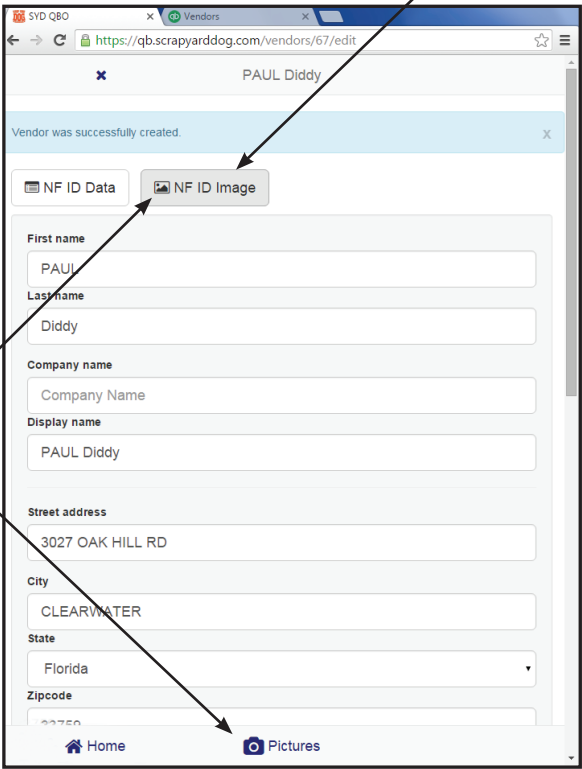 SYD QBO × Vendors ×
https://qb.scrapyarddog.com/vendors/67/edit
PAUL Diddy
Vendor was successfully created. x
NF ID Data NF ID Image
First name
PAUL
Last name
Diddy
Company name
Company Name
Display name
PAUL Diddy
Street address
3027 OAK HILL RD
City
CLEARWATER
State
Florida
Zipcode
33759
Home Pictures